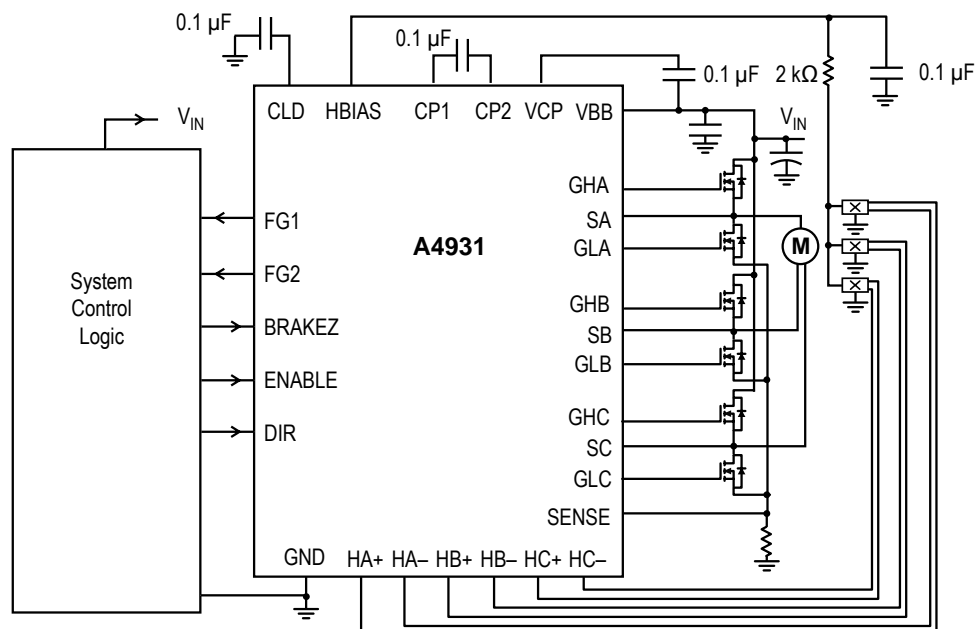 0.1 µF
0.1 µF
0.1 µF
2 kΩ
0.1 µF
CLD
HBIAS
CP1
CP2
VCP
VBB
V_IN
V_IN
System
Control
Logic
FG1
FG2
BRAKEZ
ENABLE
DIR
A4931
GHA
SA
GLA
GHB
SB
GLB
GHC
SC
GLC
SENSE
M
GND
HA+
HA–
HB+
HB–
HC+
HC–